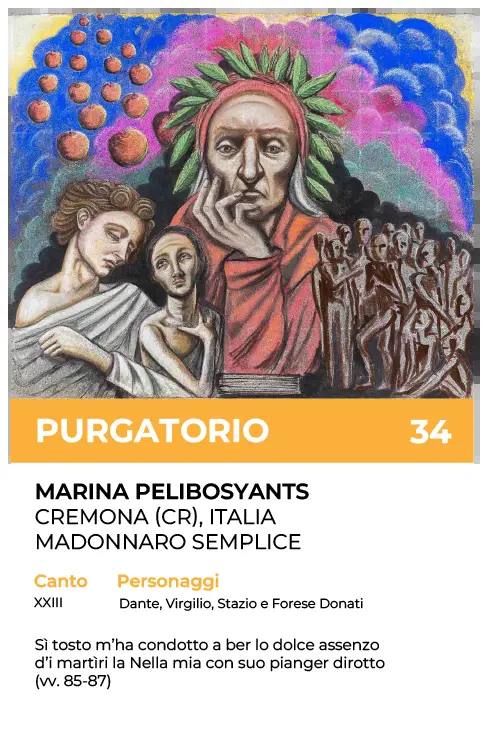 PURGATORIO 34
MARINA PELIBOSYANTS
CREMONA (CR), ITALIA
MADONNARO SEMPLICE
Canto Personaggi
XXIII Dante, Virgilio, Stazio e Forese Donati
Sì tosto m’ha condotto a ber lo dolce assenzo
d’i martìri la Nella mia con suo pianger dirotto
(vv. 85-87)